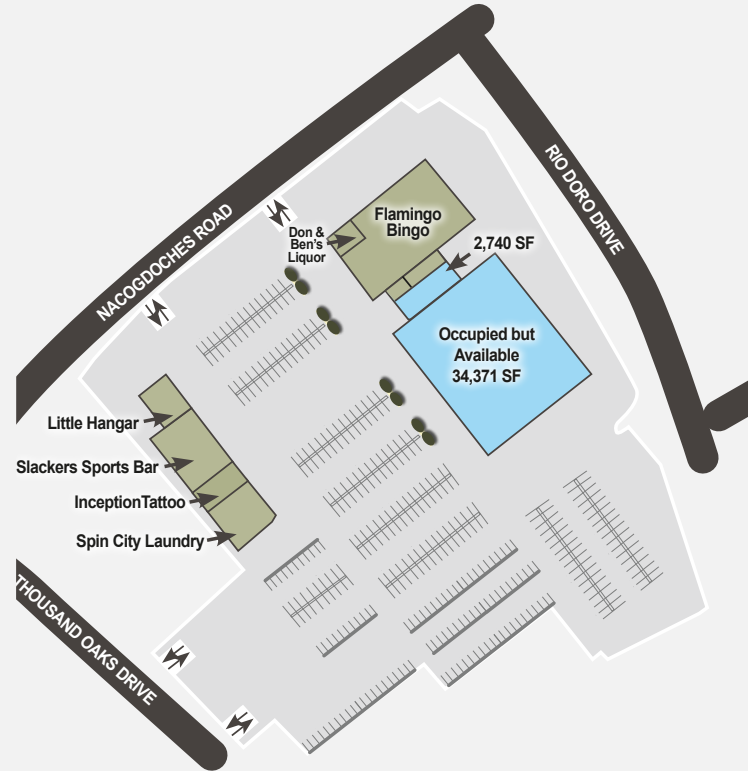 NACOGDOCHES ROAD
RIO DORO DRIVE
Flamingo
Bingo
Don &
Ben's
Liquor
2,740 SF
Occupied but
Available
34,371 SF
Little Hangar
Slackers Sports Bar
InceptionTattoo
Spin City Laundry
THOUSAND OAKS DRIVE